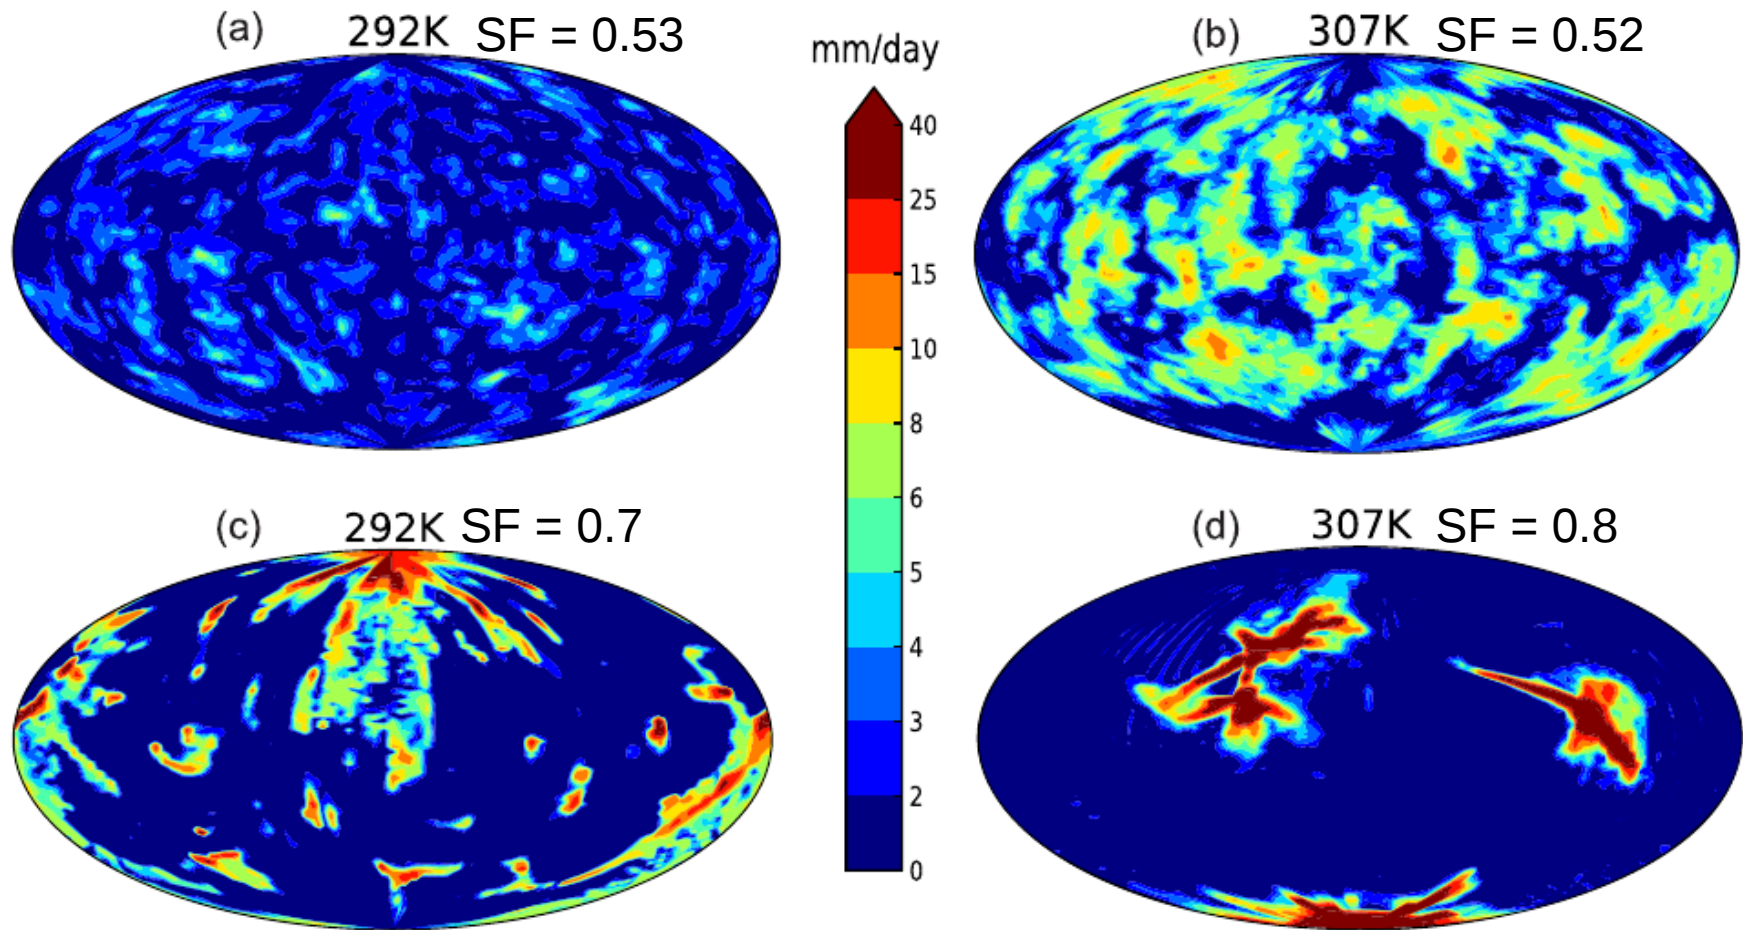 (a) 292K SF = 0.53
mm/day
(b) 307K SF = 0.52
40
25
15
10
8
6
5
4
3
2
0
(c) 292K SF = 0.7
(d) 307K SF = 0.8